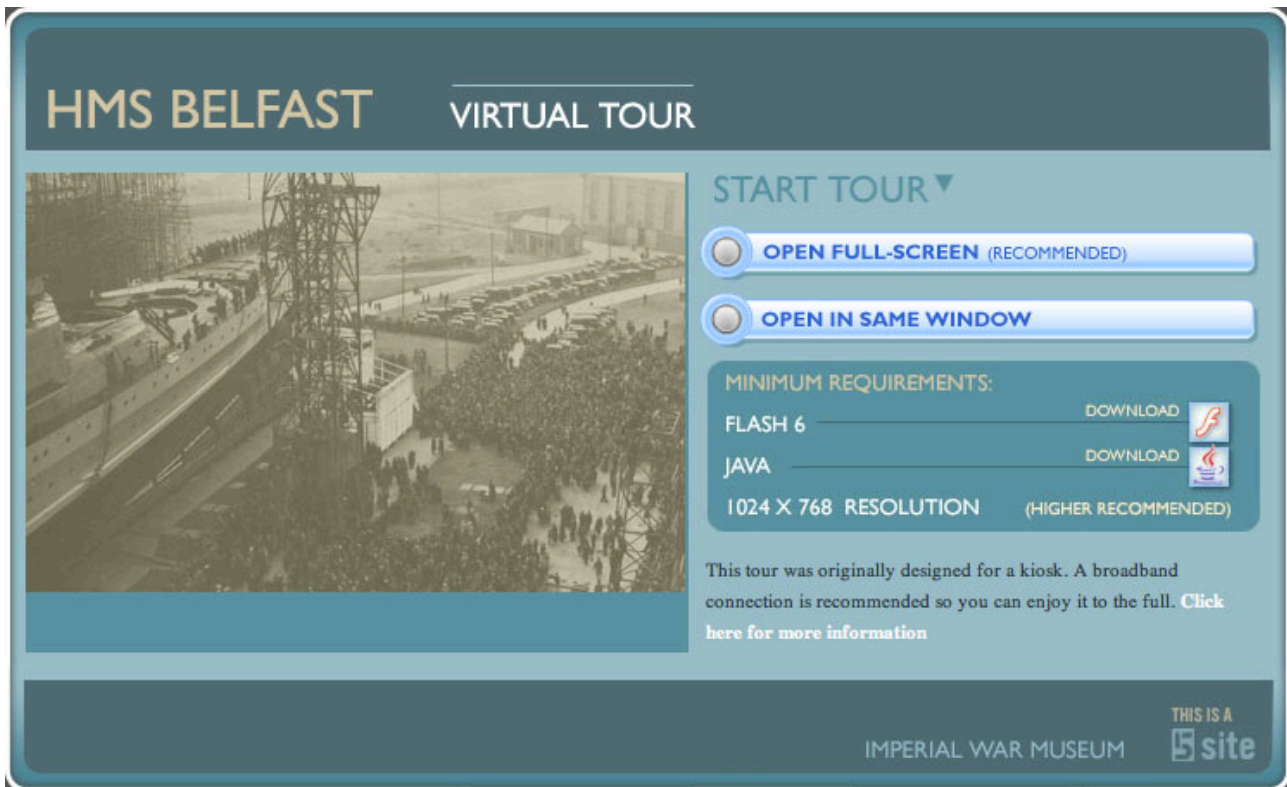 HMS BELFAST
VIRTUAL TOUR
START TOUR
OPEN FULL-SCREEN (RECOMMENDED)
OPEN IN SAME WINDOW
MINIMUM REQUIREMENTS:
FLASH 6 DOWNLOAD
JAVA DOWNLOAD
1024 X 768 RESOLUTION (HIGHER RECOMMENDED)
This tour was originally designed for a kiosk. A broadband
connection is recommended so you can enjoy it to the full. Click
here for more information
THIS IS A
IMPERIAL WAR MUSEUM
site